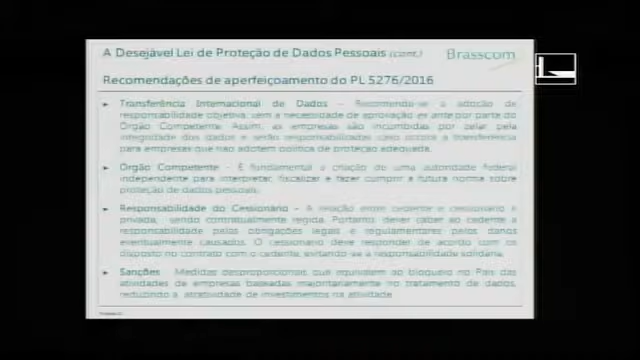 A Desejável Lei de Proteção de Dados Pessoais (cont.)
Brasscom
Recomendações de aperfeiçoamento do PL 5276/2016
► Transferência Internacional de Dados – Recomenda-se a adoção de
responsabilidade objetiva, sem a necessidade de aprovação ex ante por parte do
Órgão Competente. Assim, as empresas são incumbidas por zelar pela
integridade dos dados e serão responsabilizadas caso ocorra a transferência
para empresas que não adotem política de proteção adequada.
► Órgão Competente – É fundamental a criação de uma autoridade federal
independente para interpretar, fiscalizar e fazer cumprir a futura norma sobre
proteção de dados pessoais.
► Responsabilidade do Cessionário – A relação entre cedente e cessionário é
privada, sendo contratualmente regida. Portanto, deve caber ao cedente a
responsabilidade pelas obrigações legais e regulamentares pelos danos
eventualmente causados. O cessionário deve responder de acordo com os
disposto no contrato com o cedente, evitando-se a responsabilidade solidária.
► Sanções Medidas desproporcionais que equivalem ao bloqueio no País das
atividades de empresas baseadas majoritariamente no tratamento de dados,
reduzindo a atratividade de investimentos na atividade